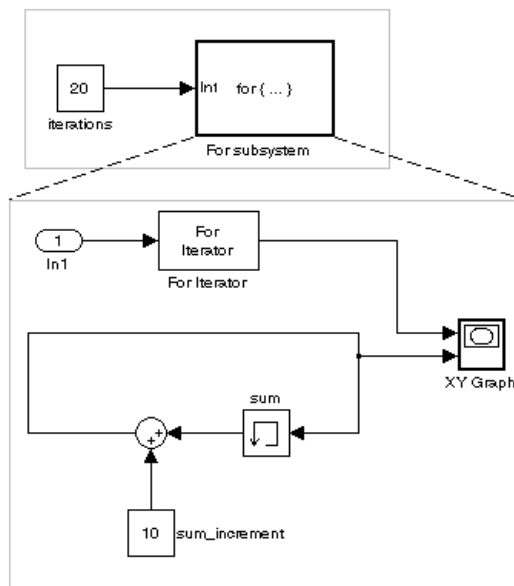 20
In1
for { ... }
iterations
For subsystem
1
In1
For
Iterator
For Iterator
XY Graph
sum
+
+
10
sum_increment